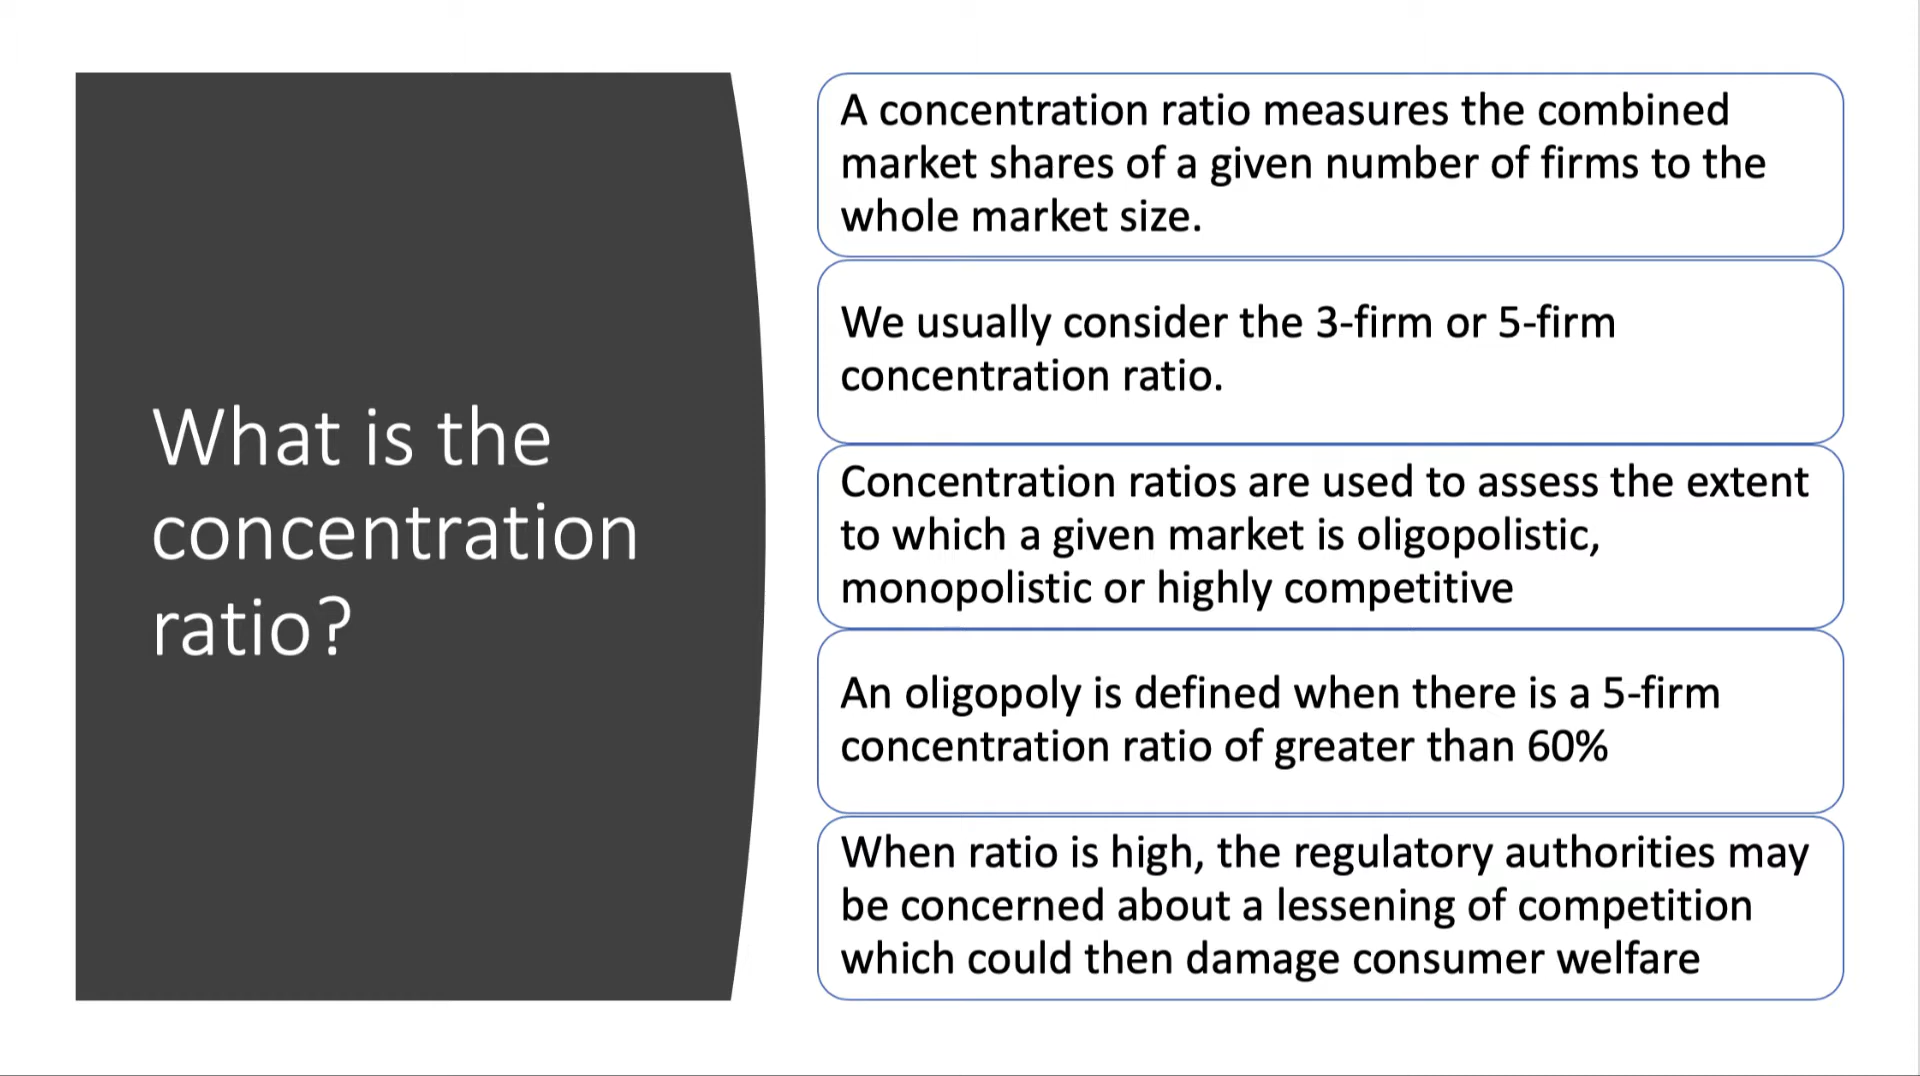 What is the
concentration
ratio?
A concentration ratio measures the combined
market shares of a given number of firms to the
whole market size.
We usually consider the 3-firm or 5-firm
concentration ratio.
Concentration ratios are used to assess the extent
to which a given market is oligopolistic,
monopolistic or highly competitive
An oligopoly is defined when there is a 5-firm
concentration ratio of greater than 60%
When ratio is high, the regulatory authorities may
be concerned about a lessening of competition
which could then damage consumer welfare